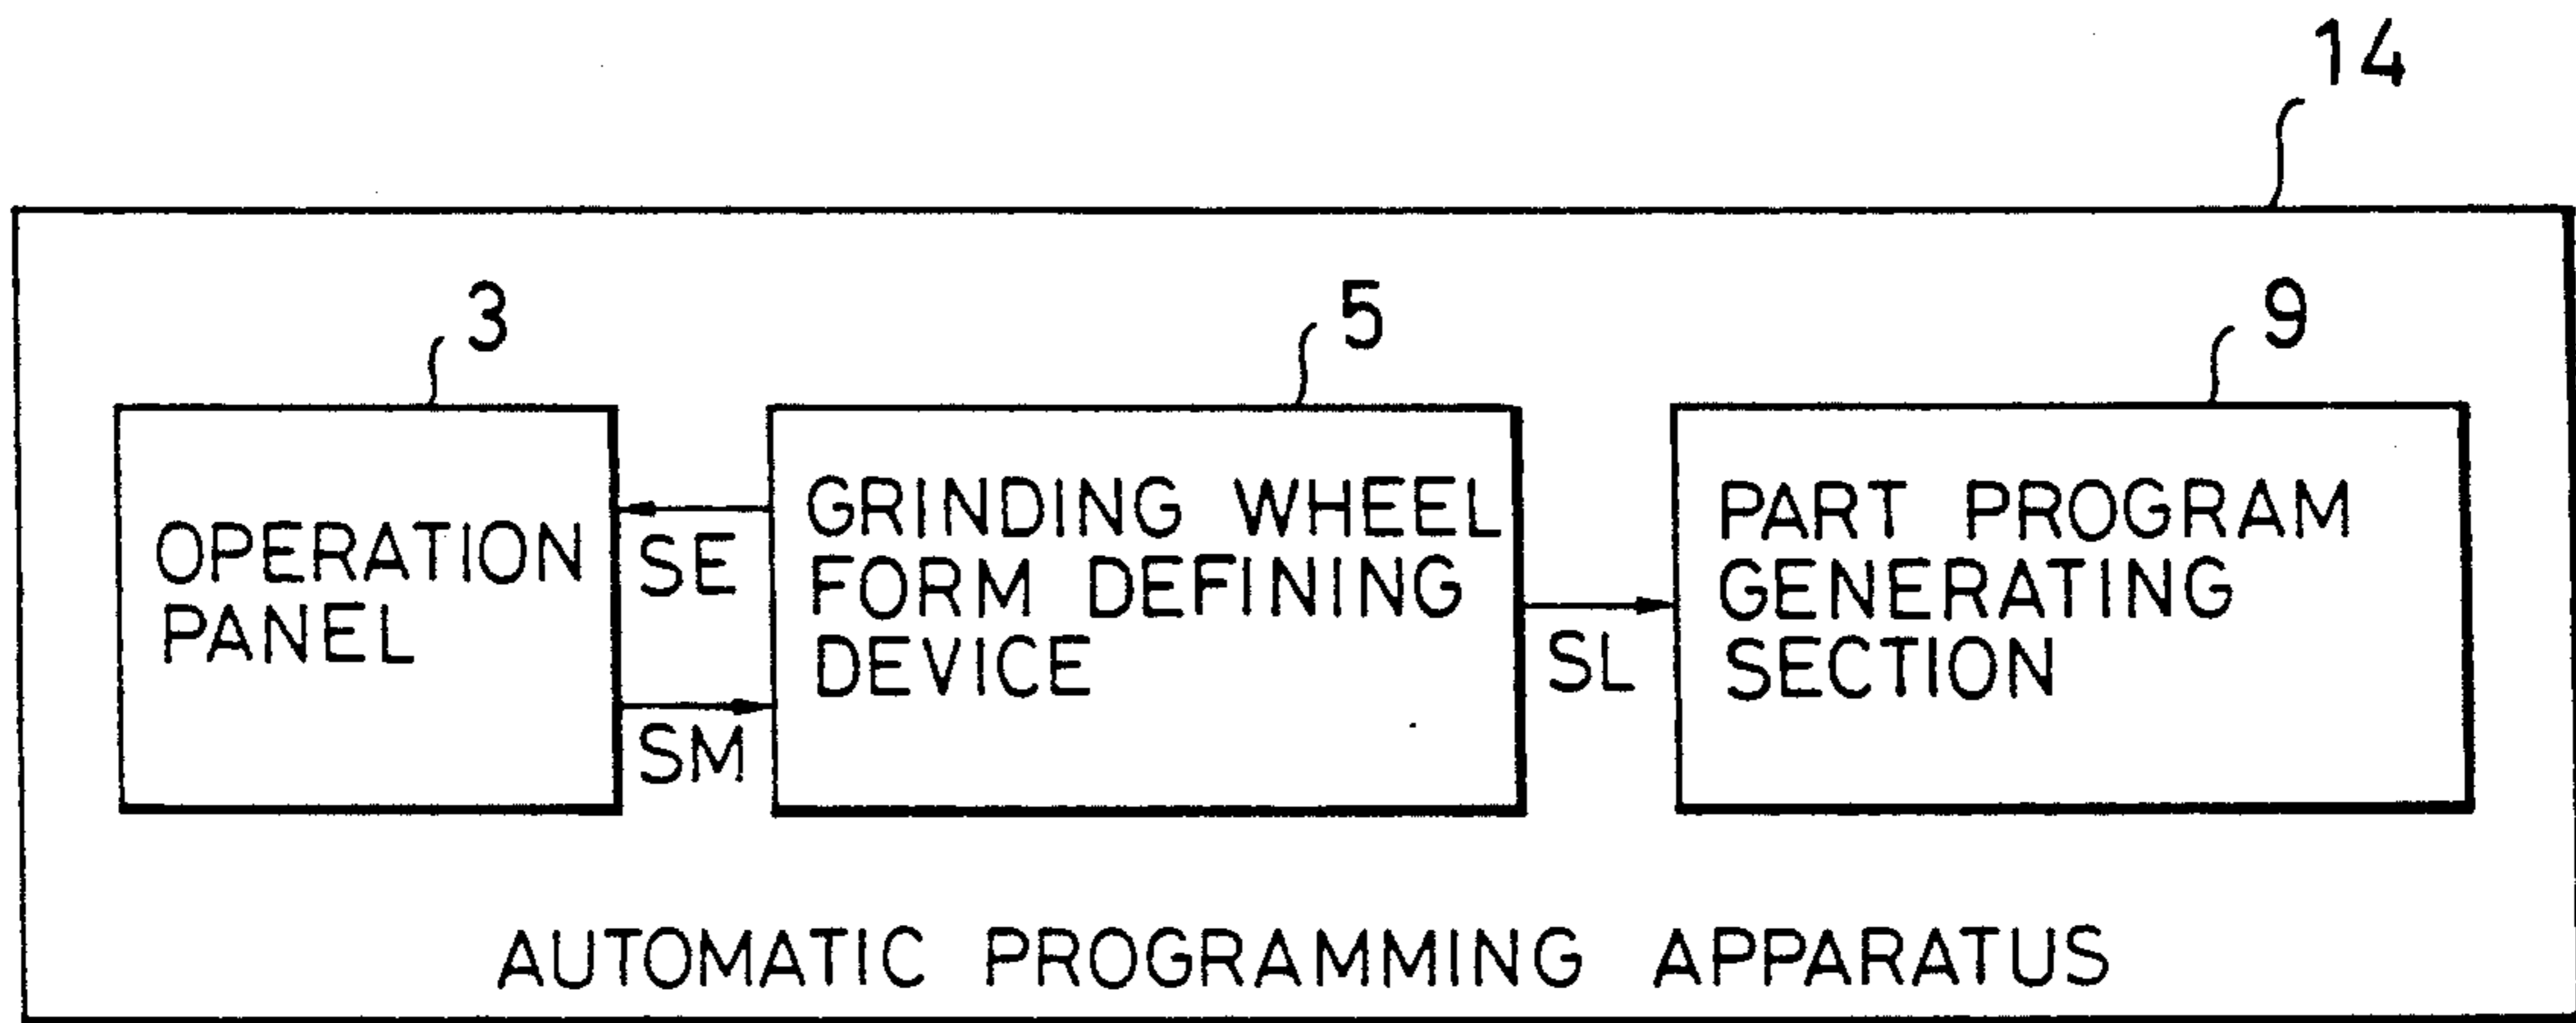 14
3
5
9
OPERATION
PANEL
SE
SM
GRINDING WHEEL
FORM DEFINING
DEVICE
SL
PART PROGRAM
GENERATING
SECTION
AUTOMATIC PROGRAMMING APPARATUS